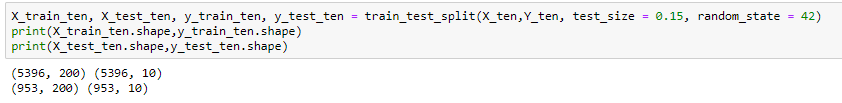 X_train_ten, X_test_ten, y_train_ten, y_test_ten = train_test_split(X_ten,Y_ten, test_size = 0.15, random_state = 42)
print(X_train_ten.shape,y_train_ten.shape)
print(X_test_ten.shape,y_test_ten.shape)
(5396, 200) (5396, 10)
(953, 200) (953, 10)